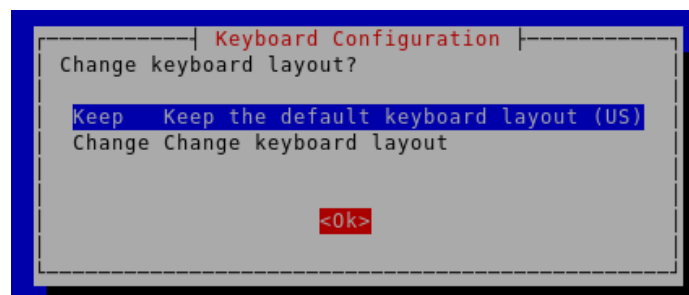 Keyboard Configuration
Change keyboard layout?
Keep Keep the default keyboard layout (US)
Change Change keyboard layout
<Ok>